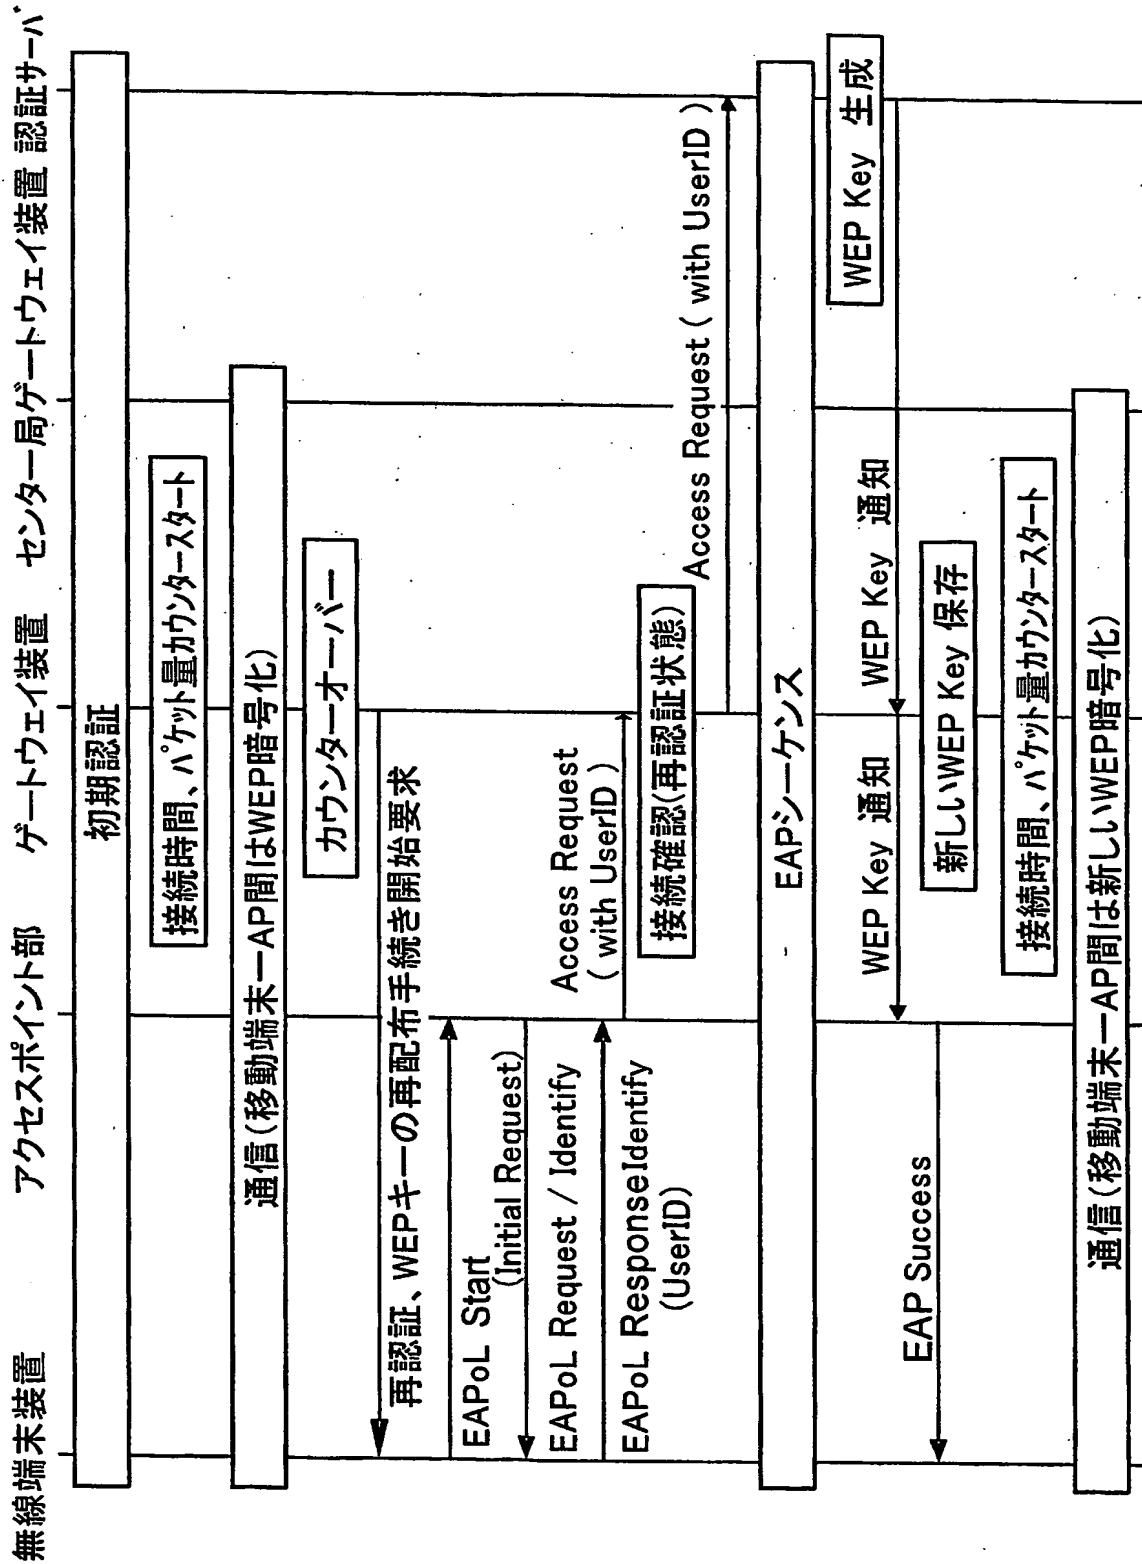 無線端末装置
アクセスポイント部
ゲートウェイ装置
センター局ゲートウェイ装置
認証サーバ
初期認証
接続時間、パケット量カウンタースタート
通信(移動端末ーAP間はWEP暗号化)
カウンターオーバー
再認証、WEPキーの再配布手続き開始要求
EAPoL Start
(Initial Request)
EAPoL Request / Identify
EAPoL ResponseIdentify
(UserID)
Access Request
( with UserID )
接続確認(再認証状態)
Access Request ( with UserID )
EAPシーケンス
WEP Key 生成
WEP Key 通知
WEP Key 通知
新しいWEP Key 保存
EAP Success
接続時間、パケット量カウンタースタート
通信(移動端末ーAP間は新しいWEP暗号化)